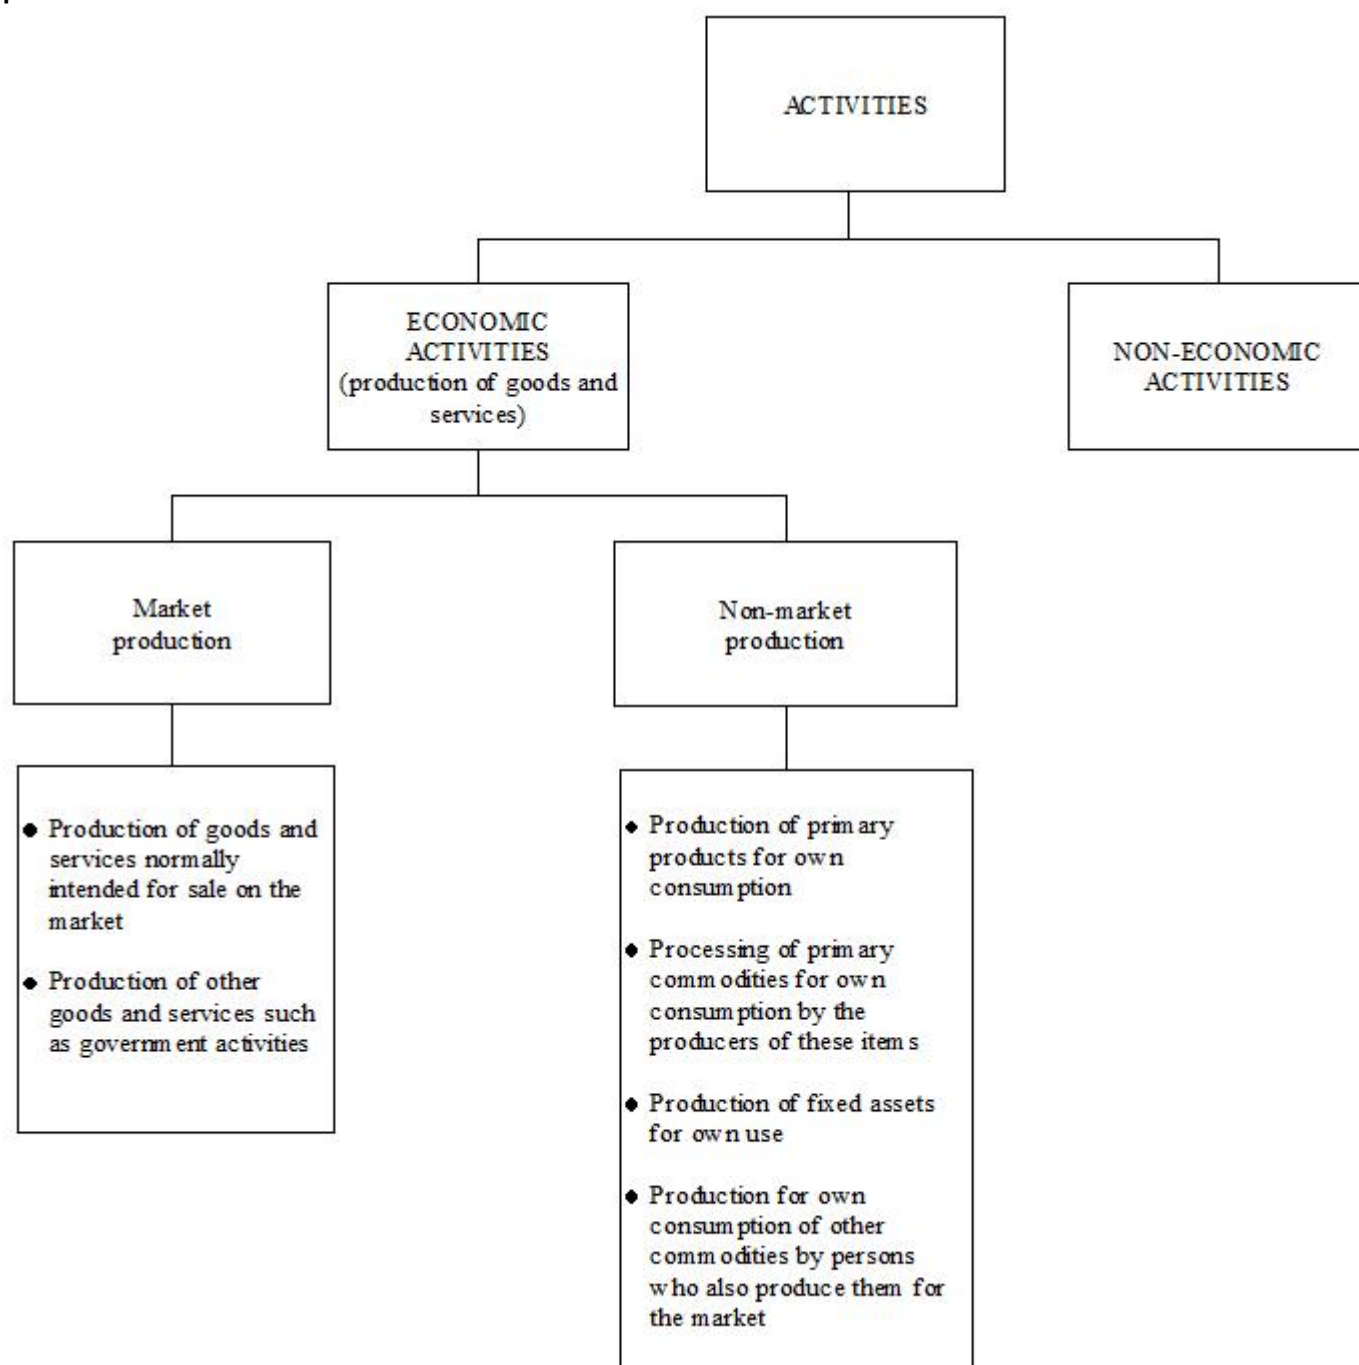 ACTIVITIES
ECONOMIC
ACTIVITIES
(production of goods and
services)
NON-ECONOMIC
ACTIVITIES
Market
production
Non-market
production
● Production of goods and
services normally
intended for sale on the
market
● Production of other
goods and services such
as government activities
● Production of primary
products for own
consumption
● Processing of primary
commodities for own
consumption by the
producers of these items
● Production of fixed assets
for own use
● Production for own
consumption of other
commodities by persons
who also produce them for
the market